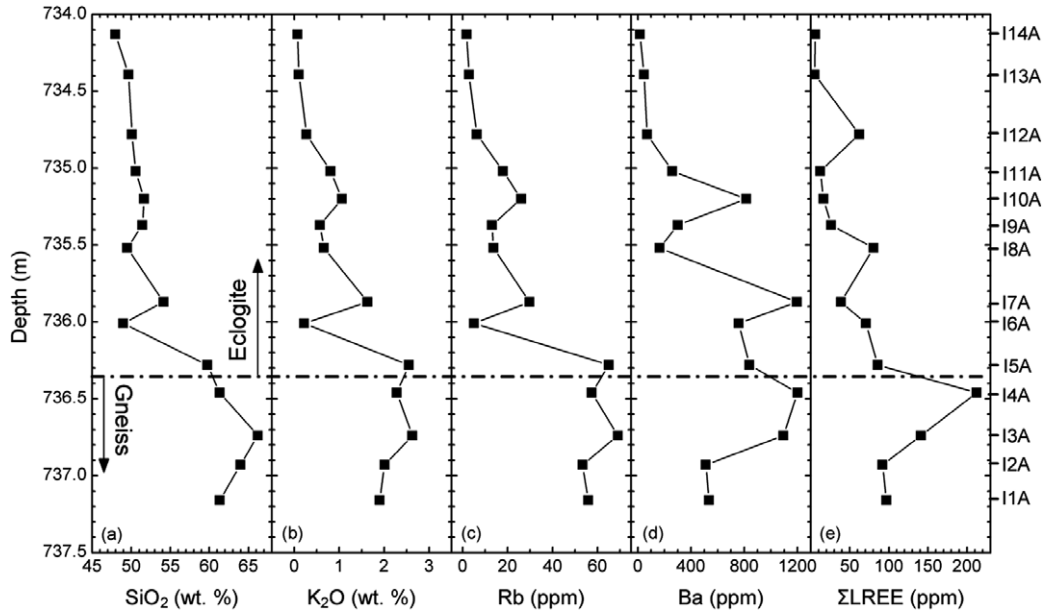 734.0
734.5
735.0
735.5
736.0
736.5
737.0
737.5
Depth (m)
Eclogite
Gneiss
(a)
(b)
(c)
(d)
(e)
45 50 55 60 65
0 1 2 3
0 20 40 60
0 400 800 1200
0 50 100 150 200
SiO₂ (wt. %)
K₂O (wt. %)
Rb (ppm)
Ba (ppm)
ΣLREE (ppm)
I14A
I13A
I12A
I11A
I10A
I9A
I8A
I7A
I6A
I5A
I4A
I3A
I2A
I1A